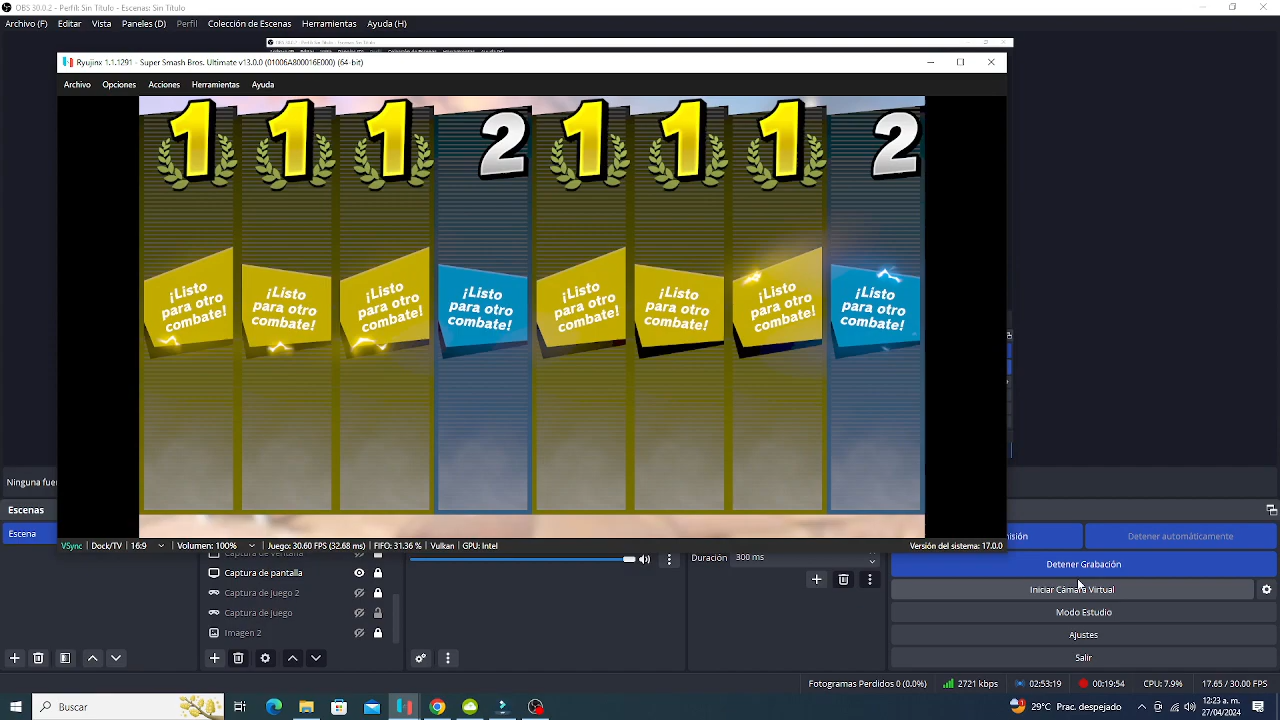 OBS 30.0.2 - Perfil: Sin Título - Escenas: Sin Título
Archivo (F) Editar Vista Paneles (D) Perfil Colección de Escenas Herramientas Ayuda (H)
Ryujinx 1.1.1291 - Super Smash Bros. Ultimate v13.0.0 (01006A800016E000) (64-bit)
Archivo Opciones Acciones Herramientas Ayuda
1 1 1 2 1 1 1 2
¡Listo
para otro
combate!
¡Listo
para otro
combate!
¡Listo
para otro
combate!
¡Listo
para otro
combate!
¡Listo
para otro
combate!
¡Listo
para otro
combate!
¡Listo
para otro
combate!
¡Listo
para otro
combate!
Ninguna fue
Escenas
Escena
VSync Dock/TV 16:9 Volumen: 100% Juego: 30.60 FPS (32.68 ms) FIFO: 31.36 % Vulkan GPU: Intel Versión del sistema: 17.0.0
isión Detener automáticamente
Captura de ventana
Duración 300 ms
Detener Grabación
Captura de pantalla
Iniciar Cámara Virtual
Captura de juego 2
Captura de juego
Modo Estudio
Imagen 2
Ajustes
Salir
Fotogramas Perdidos 0 (0.0%) 2721 kbps 02:53:19 00:19:54 CPU: 7.9% 17.65 / 30.00 FPS
Buscar
29°C Parc. soleado
12:23 a. m.
27/04/2024